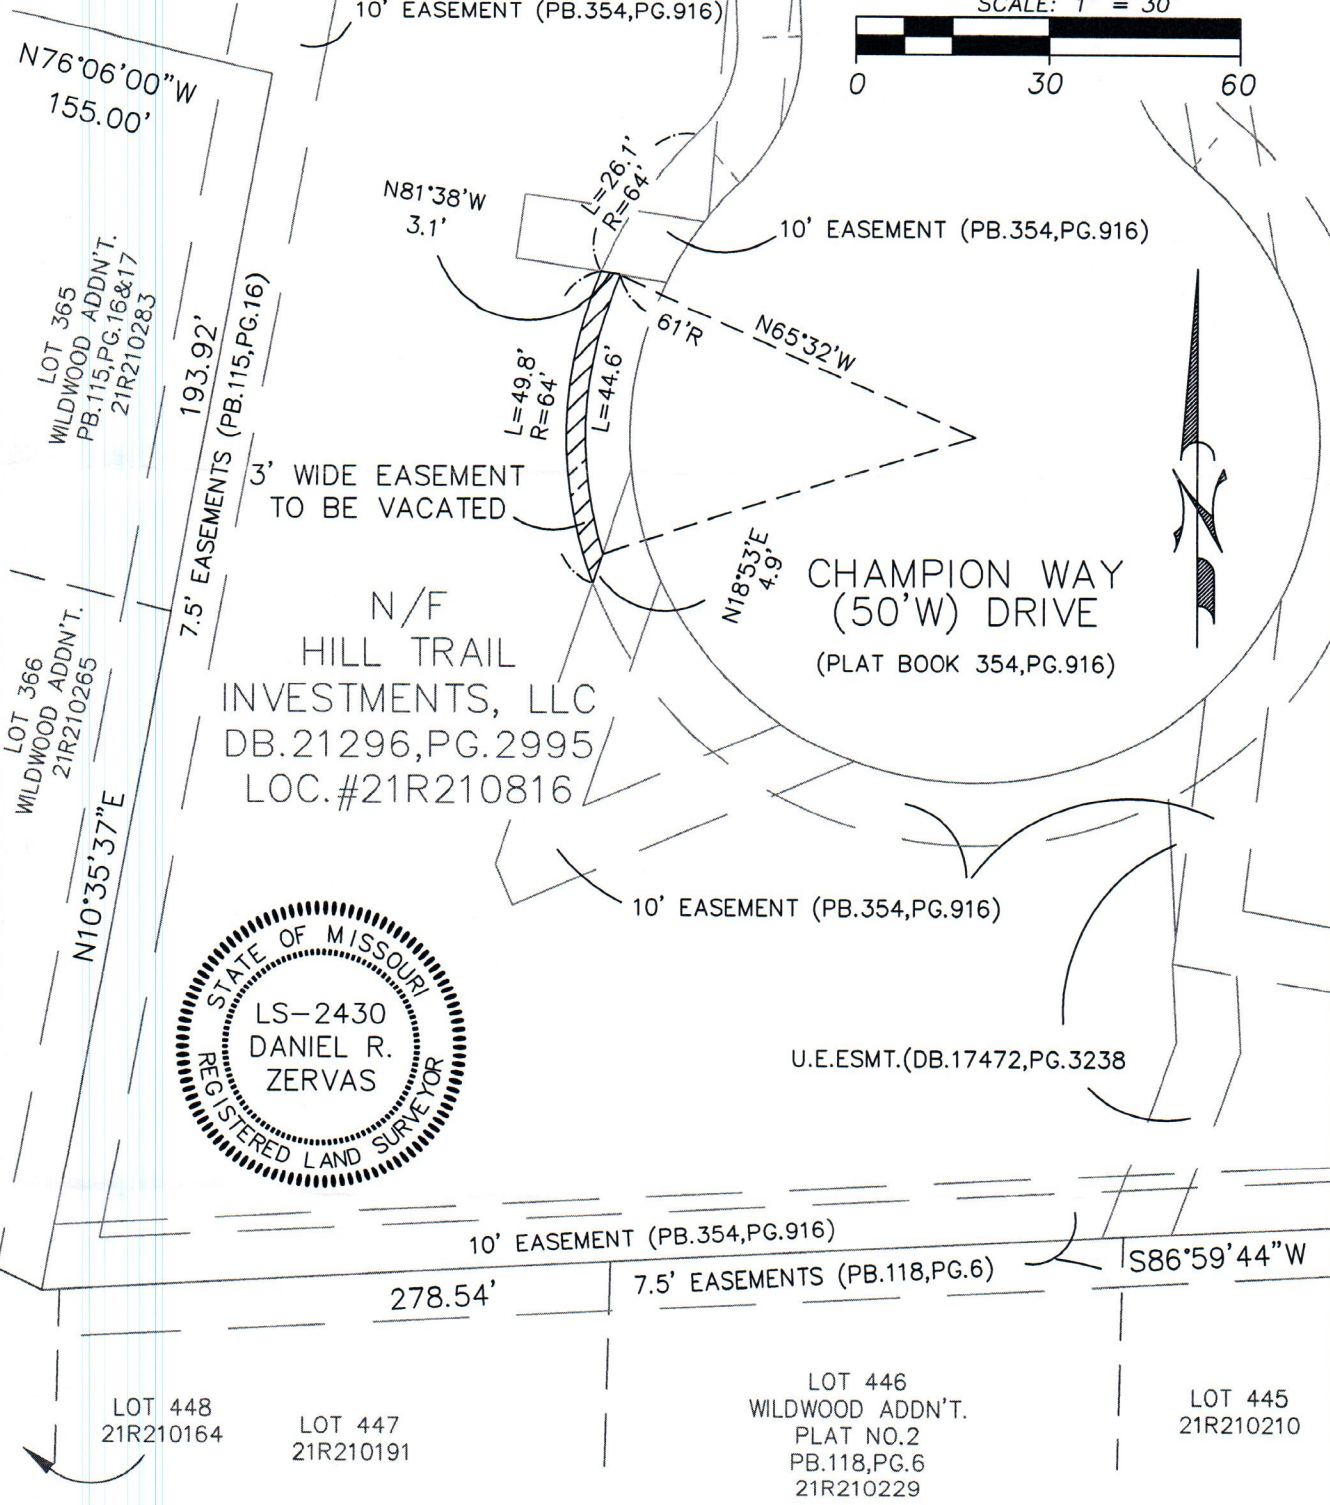 10' EASEMENT (PB.354,PG.916)
SCALE: 1" = 30'
0 30 60
N76°06'00"W
155.00'
L=26.1'
R=64'
N81°38'W
3.1'
10' EASEMENT (PB.354,PG.916)
LOT 365
WILDWOOD ADDN'T.
PB.115,PG.16&17
21R210283
193.92'
7.5' EASEMENTS (PB.115,PG.16)
61'R
N65°32'W
L=49.8'
R=64'
L=44.6'
3' WIDE EASEMENT
TO BE VACATED
N18°53'E
4.9'
N
CHAMPION WAY
(50'W) DRIVE
(PLAT BOOK 354,PG.916)
N/F
HILL TRAIL
INVESTMENTS, LLC
DB.21296,PG.2995
LOC.#21R210816
LOT 366
WILDWOOD ADDN'T.
21R210265
N10°35'37"E
10' EASEMENT (PB.354,PG.916)
STATE OF MISSOURI
LS-2430
DANIEL R.
ZERVAS
REGISTERED LAND SURVEYOR
U.E.ESMT.(DB.17472,PG.3238
10' EASEMENT (PB.354,PG.916)
7.5' EASEMENTS (PB.118,PG.6)
S86°59'44"W
278.54'
LOT 448
21R210164
LOT 447
21R210191
LOT 446
WILDWOOD ADDN'T.
PLAT NO.2
PB.118,PG.6
21R210229
LOT 445
21R210210